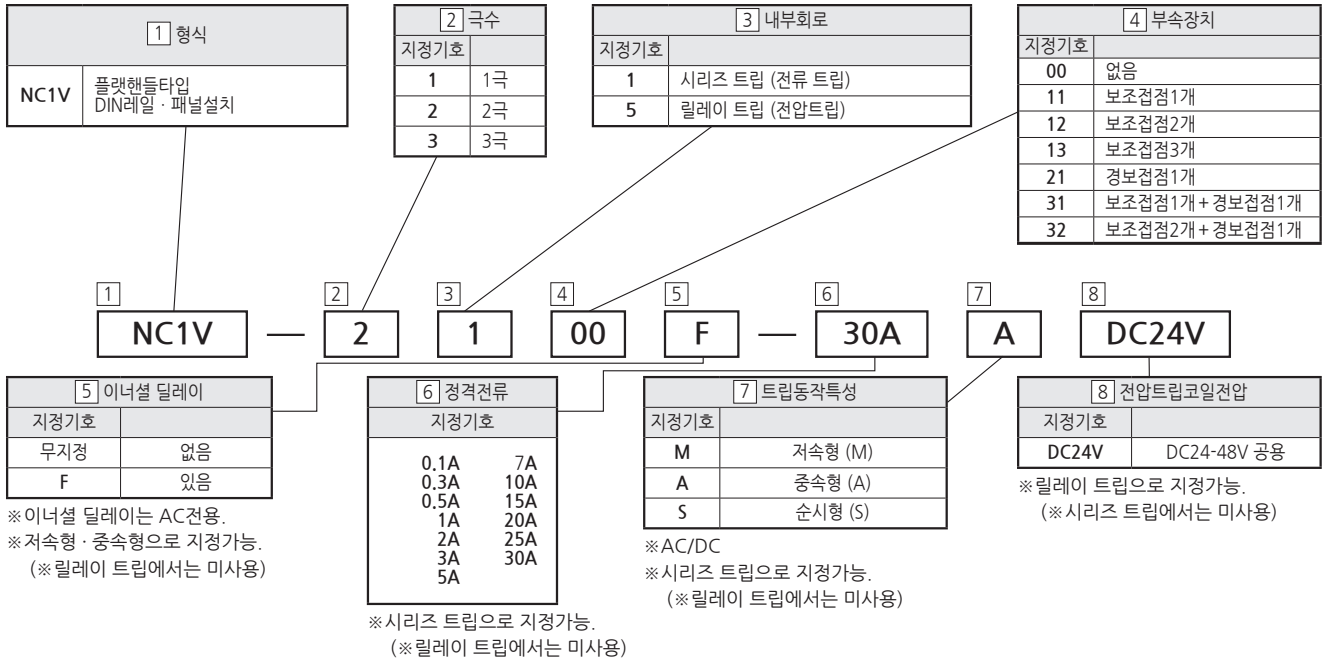 1 형식
NC1V 플랫핸들타입
DIN레일 · 패널설치
2 극수
지정기호
1 1극
2 2극
3 3극
3 내부회로
지정기호
1 시리즈 트립 (전류 트립)
5 릴레이 트립 (전압트립)
4 부속장치
지정기호
00 없음
11 보조접점1개
12 보조접점2개
13 보조접점3개
21 경보접점1개
31 보조접점1개+경보접점1개
32 보조접점2개+경보접점1개
1 2 3 4 5 6 7 8
NC1V — 2 1 00 F — 30A A DC24V
5 이너셜 딜레이
지정기호
무지정 없음
F 있음
※이너셜 딜레이는 AC전용.
※저속형 · 중속형으로 지정가능.
(※릴레이 트립에서는 미사용)
6 정격전류
지정기호
0.1A 7A
0.3A 10A
0.5A 15A
1A 20A
2A 25A
3A 30A
5A
※시리즈 트립으로 지정가능.
(※릴레이 트립에서는 미사용)
7 트립동작특성
지정기호
M 저속형 (M)
A 중속형 (A)
S 순시형 (S)
※AC/DC
※시리즈 트립으로 지정가능.
(※릴레이 트립에서는 미사용)
8 전압트립코일전압
지정기호
DC24V DC24-48V 공용
※릴레이 트립으로 지정가능.
(※시리즈 트립에서는 미사용)